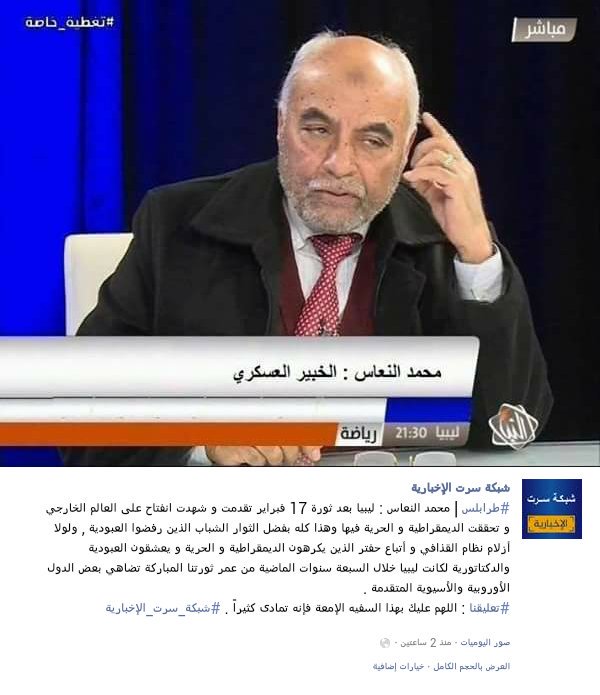 #تغطية_خاصة
مباشر
محمد النعاس : الخبير العسكري
رياضة
21:30 ليبيا
النبأ
شبكة سرت
الإخبارية
شبكة سرت الإخبارية
#طرابلس | محمد النعاس : ليبيا بعد ثورة 17 فبراير تقدمت و شهدت انفتاح على العالم الخارجي
و تحققت الديمقراطية و الحرية فيها وهذا كله بفضل الثوار الشباب الذين رفضوا العبودية , ولولا
أزلام نظام القذافي و أتباع حفتر الذين يكرهون الديمقراطية و الحرية و يعشقون العبودية
والدكتاتورية لكانت ليبيا خلال السبعة سنوات الماضية من عمر ثورتنا المباركة تضاهي بعض الدول
الأوروبية والأسيوية المتقدمة .
#تعليقنا : اللهم عليك بهذا السفيه الإمعة فإنه تمادى كثيراً . #شبكة_سرت_الإخبارية
صور اليوميات · منذ 2 ساعتين ·
العرض بالحجم الكامل · خيارات إضافية